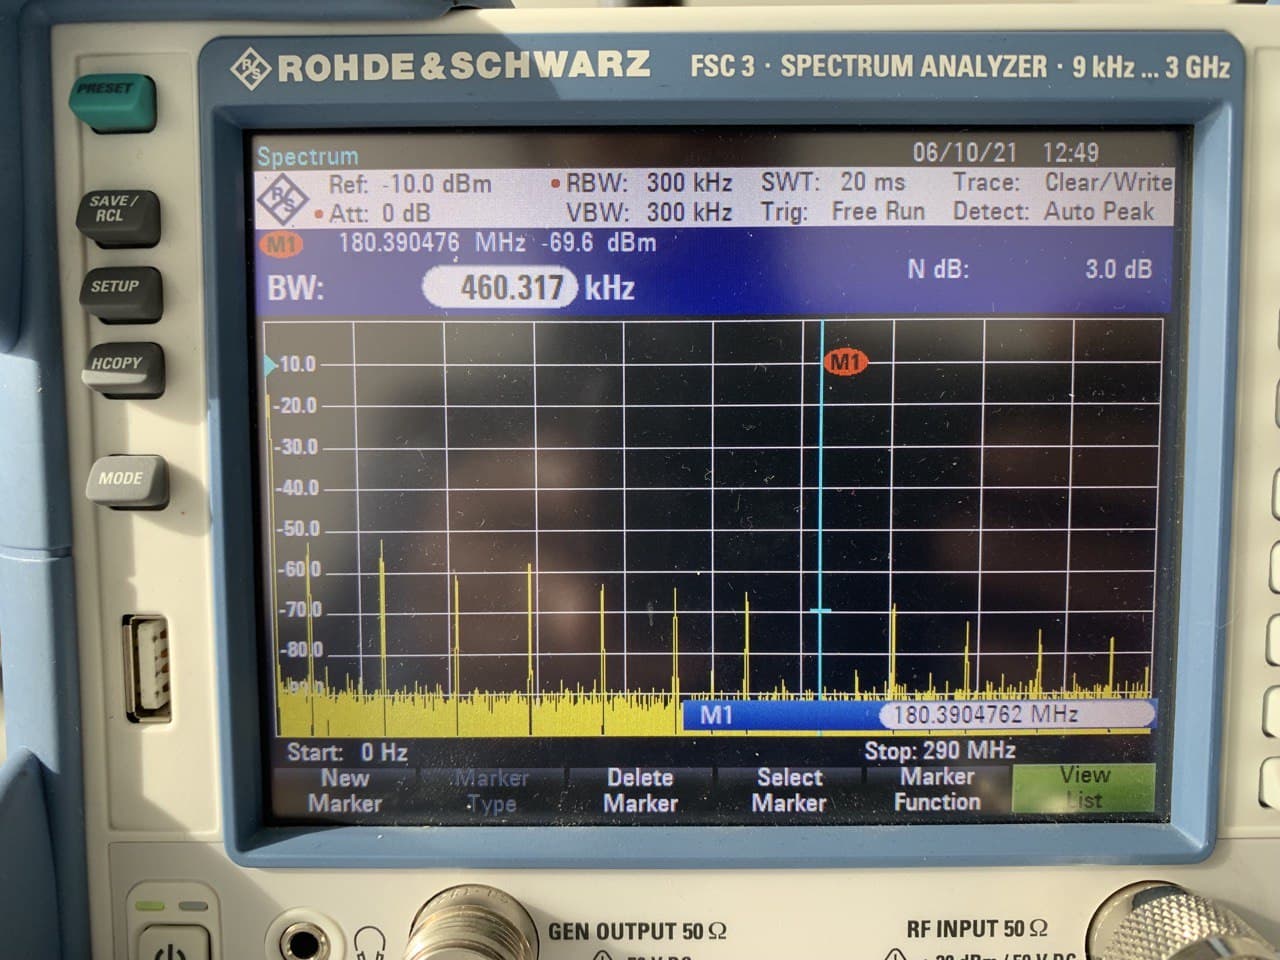 ROHDE & SCHWARZ FSC 3 · SPECTRUM ANALYZER · 9 kHz ... 3 GHz
PRESET
SAVE /
RCL
SETUP
HCOPY
MODE
Spectrum 06/10/21 12:49
Ref: -10.0 dBm • RBW: 300 kHz SWT: 20 ms Trace: Clear/Write
• Att: 0 dB VBW: 300 kHz Trig: Free Run Detect: Auto Peak
M1 180.390476 MHz -69.6 dBm
BW: 460.317 kHz N dB: 3.0 dB
M1
-10.0
-20.0
-30.0
-40.0
-50.0
-60.0
-70.0
-80.0
M1 180.3904762 MHz
Start: 0 Hz Stop: 290 MHz
New Marker Delete Select Marker View
Marker Type Marker Marker Function List
GEN OUTPUT 50 Ω RF INPUT 50 Ω